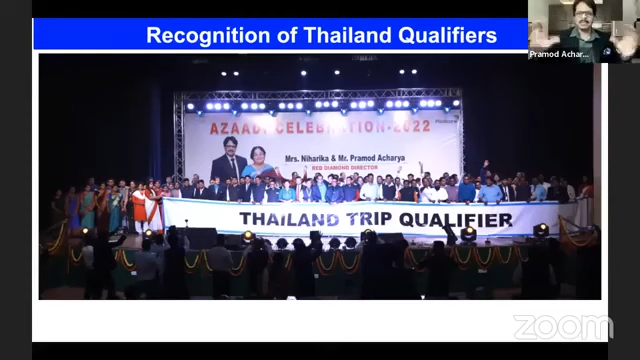 Recognition of Thailand Qualifiers
Pramod Achar...
AZAADI CELEBRATION-2022
Mrs. Niharika & Mr. Pramod Acharya
RED DIAMOND DIRECTOR
THAILAND TRIP QUALIFIER
zoom